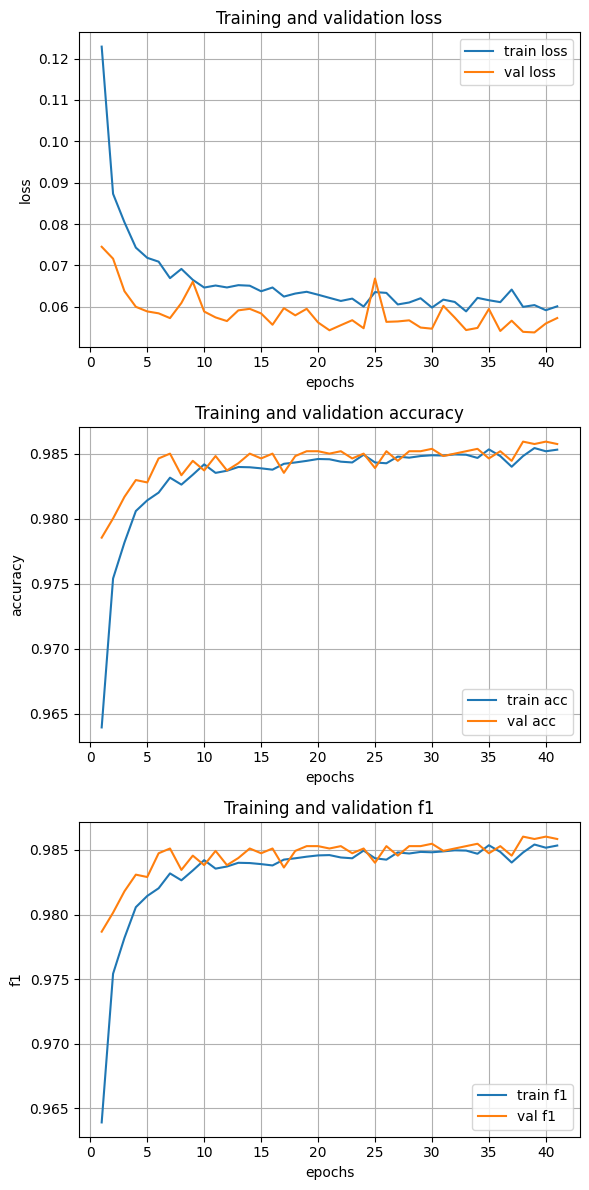 Training and validation loss
train loss
val loss
0.12
0.11
0.10
0.09
0.08
0.07
0.06
loss
0 5 10 15 20 25 30 35 40
epochs
Training and validation accuracy
0.985
0.980
0.975
0.970
0.965
accuracy
train acc
val acc
0 5 10 15 20 25 30 35 40
epochs
Training and validation f1
0.985
0.980
0.975
0.970
0.965
f1
train f1
val f1
0 5 10 15 20 25 30 35 40
epochs